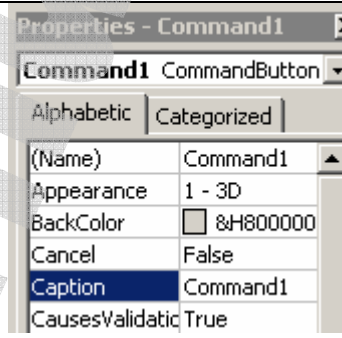 Properties - Command1
Command1 CommandButton
Alphabetic Categorized
(Name) Command1
Appearance 1 - 3D
BackColor &H800000
Cancel False
Caption Command1
CausesValidatic True